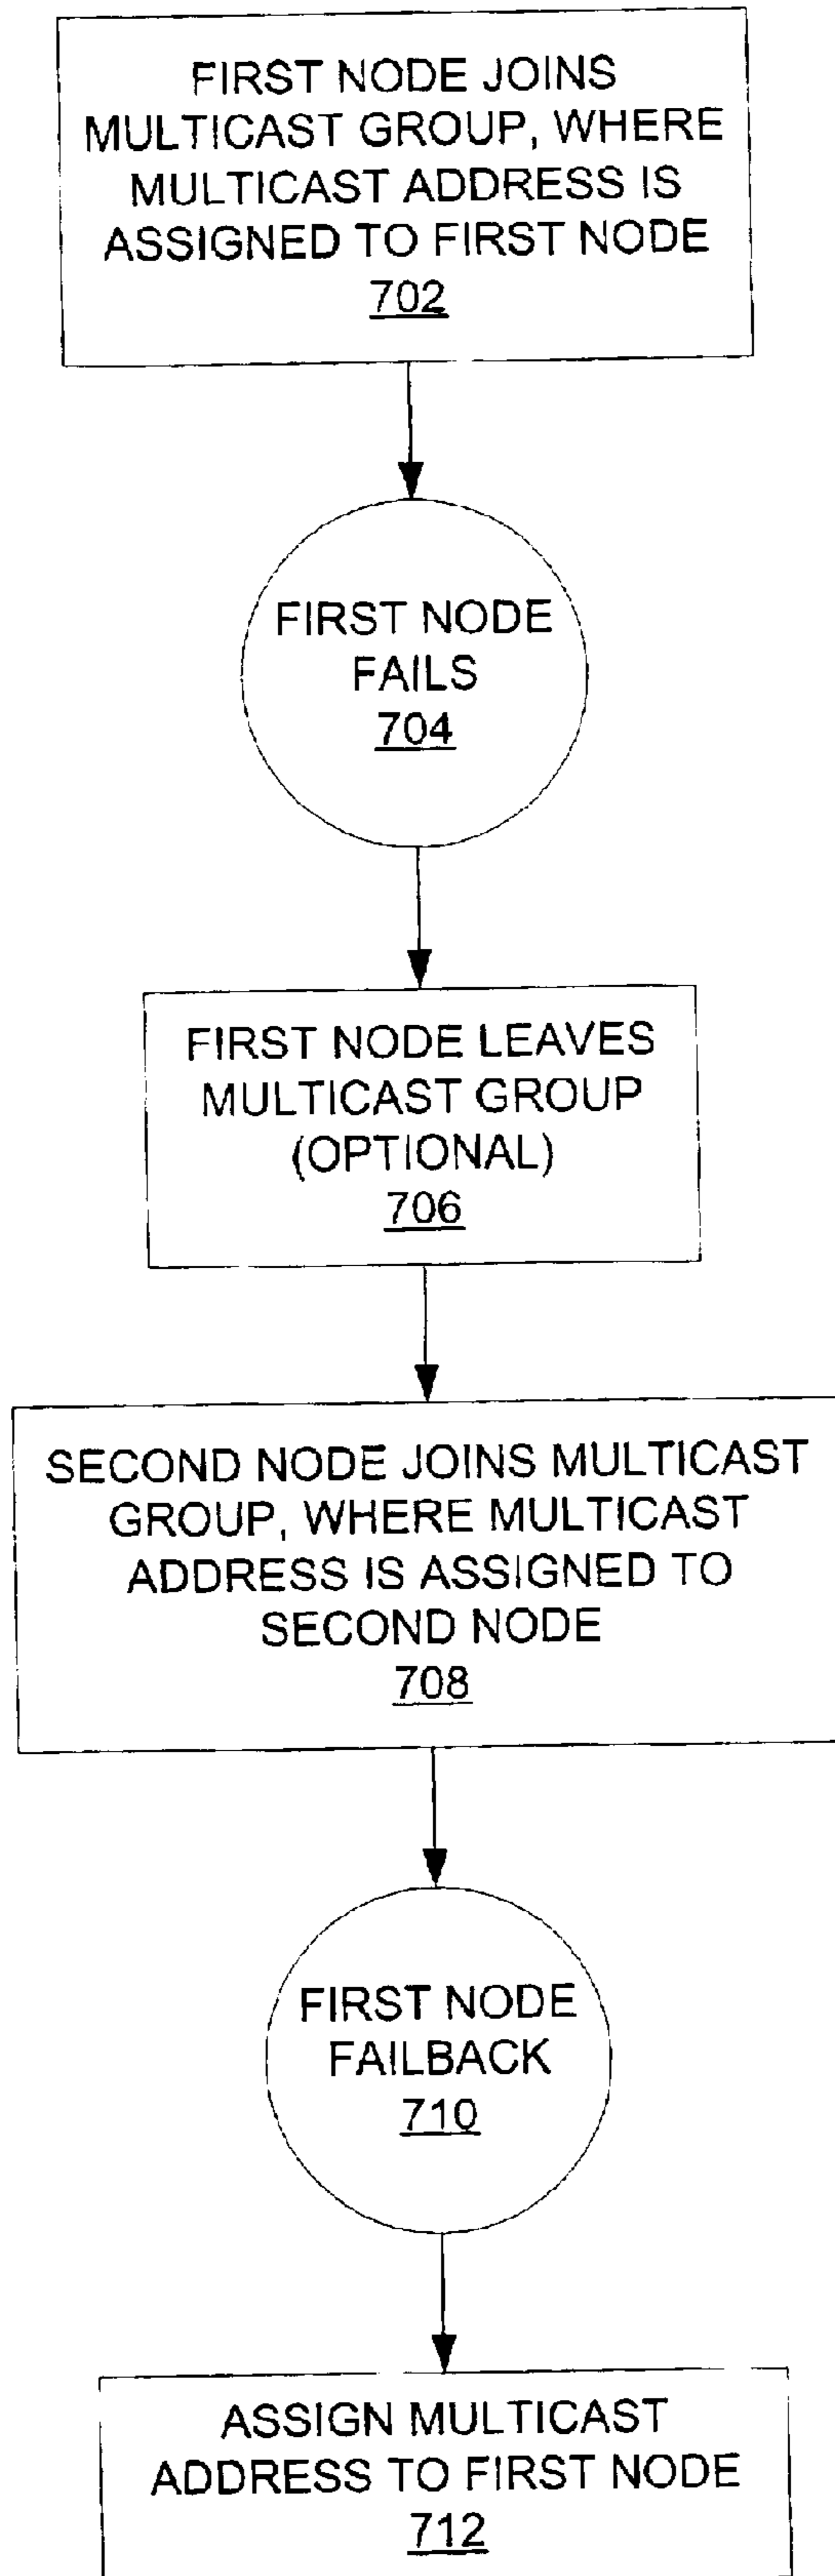 FIRST NODE JOINS
MULTICAST GROUP, WHERE
MULTICAST ADDRESS IS
ASSIGNED TO FIRST NODE
702
FIRST NODE
FAILS
704
FIRST NODE LEAVES
MULTICAST GROUP
(OPTIONAL)
706
SECOND NODE JOINS MULTICAST
GROUP, WHERE MULTICAST
ADDRESS IS ASSIGNED TO
SECOND NODE
708
FIRST NODE
FAILBACK
710
ASSIGN MULTICAST
ADDRESS TO FIRST NODE
712